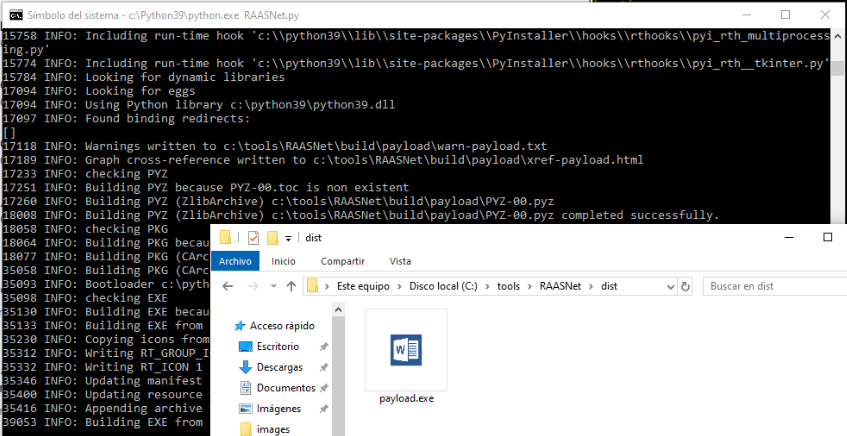 Símbolo del sistema - c:\Python39\python.exe RAASNet.py
15758 INFO: Including run-time hook 'c:\\python39\\lib\\site-packages\\PyInstaller\\hooks\\rthooks\\pyi_rth_multiprocess
ing.py'
15774 INFO: Including run-time hook 'c:\\python39\\lib\\site-packages\\PyInstaller\\hooks\\rthooks\\pyi_rth__tkinter.py'
15784 INFO: Looking for dynamic libraries
17094 INFO: Looking for eggs
17094 INFO: Using Python library c:\python39\python39.dll
17097 INFO: Found binding redirects:
[]
17118 INFO: Warnings written to c:\tools\RAASNet\build\payload\warn-payload.txt
17189 INFO: Graph cross-reference written to c:\tools\RAASNet\build\payload\xref-payload.html
17233 INFO: checking PYZ
17251 INFO: Building PYZ because PYZ-00.toc is non existent
17260 INFO: Building PYZ (ZlibArchive) c:\tools\RAASNet\build\payload\PYZ-00.pyz
18008 INFO: Building PYZ (ZlibArchive) c:\tools\RAASNet\build\payload\PYZ-00.pyz completed successfully.
18058 INFO: checking PKG
18064 INFO: Building PKG becau
18077 INFO: Building PKG (CArc
35058 INFO: Building PKG (CArc
35093 INFO: Bootloader c:\pyth
35098 INFO: checking EXE
35130 INFO: Building EXE becau
35133 INFO: Building EXE from
35230 INFO: Copying icons from
35312 INFO: Writing RT_GROUP_I
35332 INFO: Writing RT_ICON 1
35346 INFO: Updating manifest
35400 INFO: Updating resource
35416 INFO: Appending archive
39053 INFO: Building EXE from
dist
Archivo Inicio Compartir Vista
Este equipo > Disco local (C:) > tools > RAASNet > dist
Buscar en dist
Acceso rápido
Escritorio
Descargas
Documentos
Imágenes
images
W
payload.exe